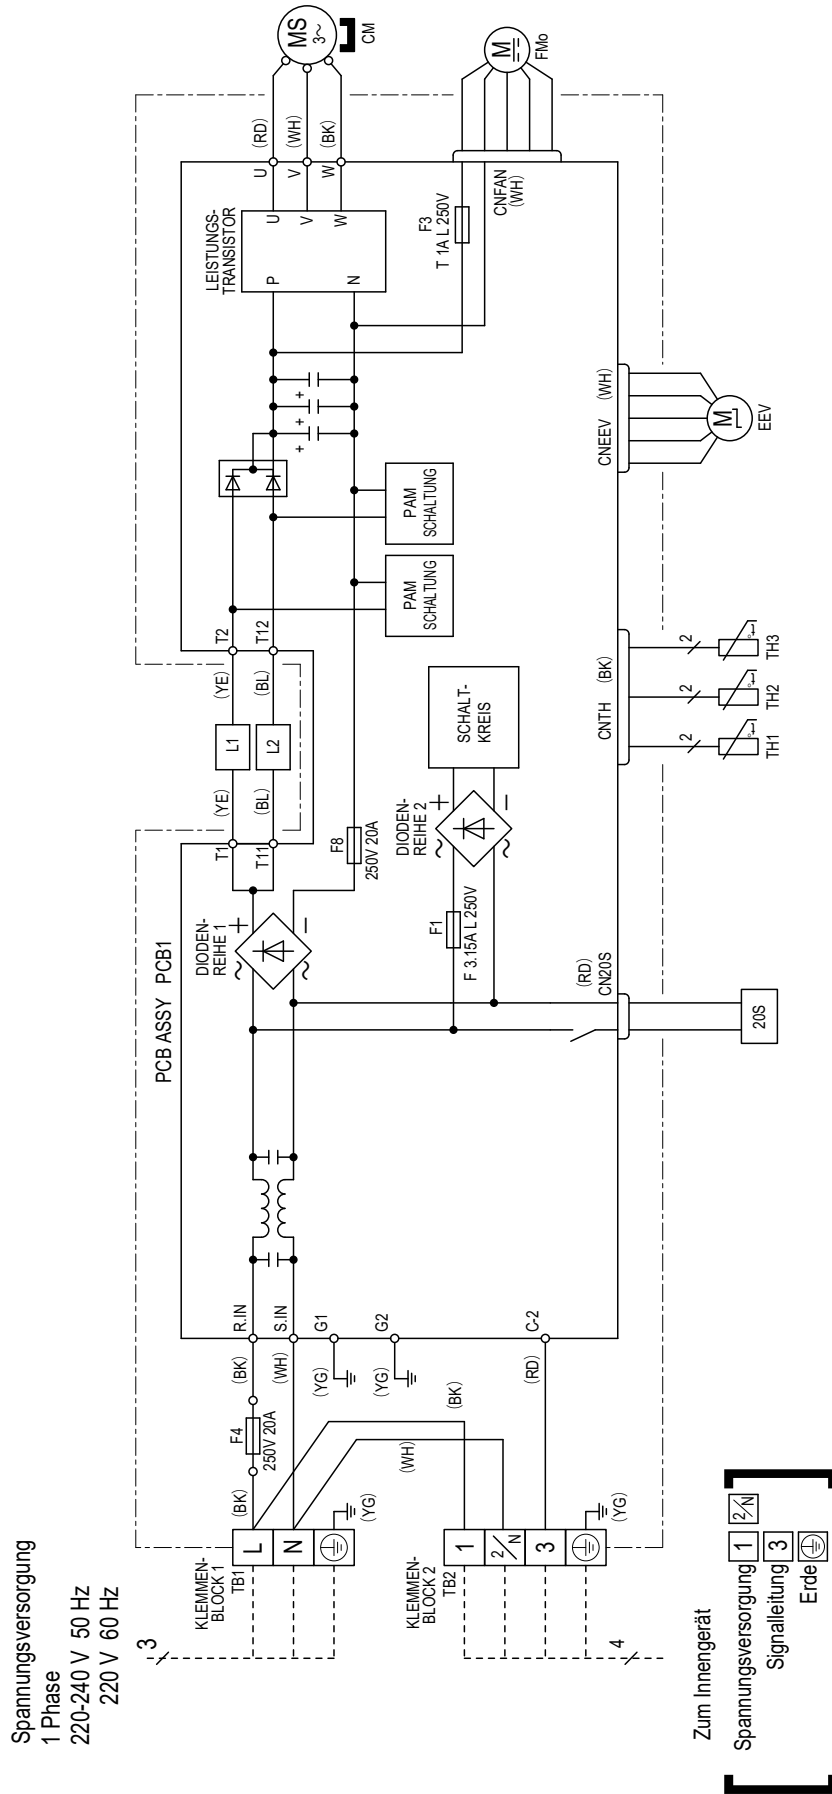 Spannungsversorgung
1 Phase
220-240 V 50 Hz
220 V 60 Hz
3
KLEMMEN-
BLOCK 1
TB1
L
N
(YG)
(BK)
F4
250V 20A
(BK)
(WH)
R.IN
S.IN
(YG)
G1
(YG)
G2
KLEMMEN-
BLOCK 2
TB2
1
2/N
3
(YG)
4
(WH)
(BK)
(RD)
C-2
PCB ASSY PCB1
DIODEN-
REIHE 1
+
−
~
~
T1
T11
(YE)
(BL)
L1
L2
(YE)
(BL)
T2
T12
F8
250V 20A
F1
F 3.15A L 250V
DIODEN-
REIHE 2
+
−
~
~
SCHALT-
KREIS
PAM
SCHALTUNG
PAM
SCHALTUNG
+
+
+
LEISTUNGS-
TRANSISTOR
P
N
U
V
W
U
V
W
(RD)
(WH)
(BK)
MS
3~
CM
F3
T 1A L 250V
CNFAN
(WH)
M
FMo
(RD)
CN20S
20S
CNTH (BK)
2
2
2
t°
t°
t°
TH1
TH2
TH3
CNEEV (WH)
M
EEV
Zum Innengerät
Spannungsversorgung 1 2/N
Signalleitung 3
Erde